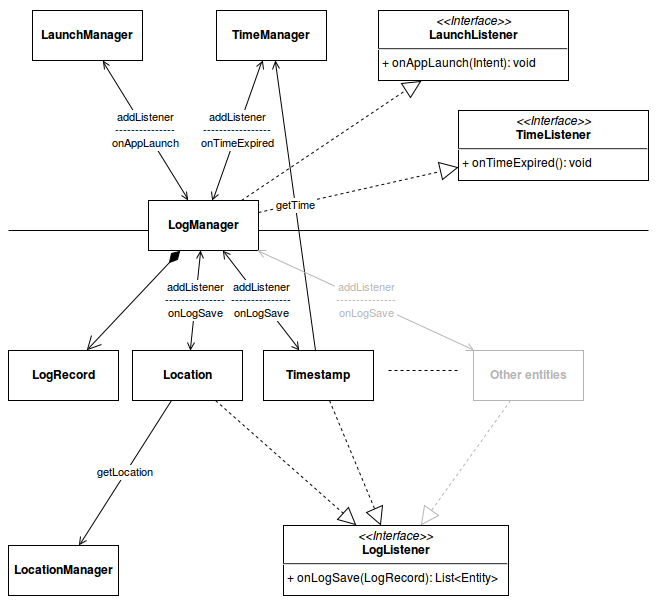 LaunchManager
TimeManager
<<Interface>>
LaunchListener
+ onAppLaunch(Intent): void
addListener
---------------
onAppLaunch
addListener
-----------------
onTimeExpired
<<Interface>>
TimeListener
+ onTimeExpired(): void
getTime
LogManager
addListener
---------------
onLogSave
addListener
---------------
onLogSave
addListener
---------------
onLogSave
LogRecord
Location
Timestamp
Other entities
getLocation
<<Interface>>
LogListener
+ onLogSave(LogRecord): List<Entity>
LocationManager